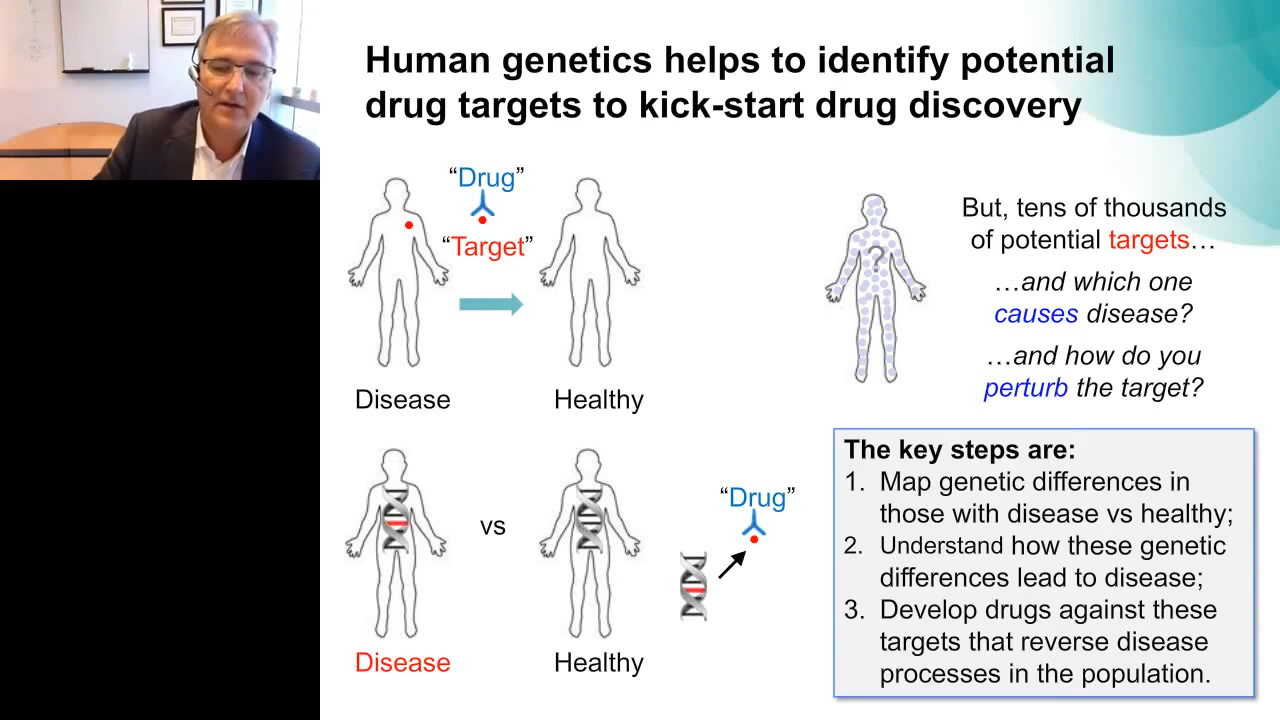 Human genetics helps to identify potential
drug targets to kick-start drug discovery
“Drug”
“Target”
Disease
Healthy
?
But, tens of thousands
of potential targets…
…and which one
causes disease?
…and how do you
perturb the target?
vs
Disease
Healthy
“Drug”
The key steps are:
1. Map genetic differences in
those with disease vs healthy;
2. Understand how these genetic
differences lead to disease;
3. Develop drugs against these
targets that reverse disease
processes in the population.